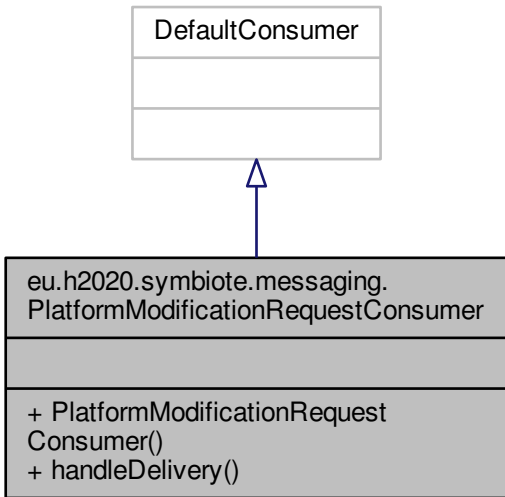 DefaultConsumer
eu.h2020.symbiote.messaging.
PlatformModificationRequestConsumer
+ PlatformModificationRequest
Consumer()
+ handleDelivery()